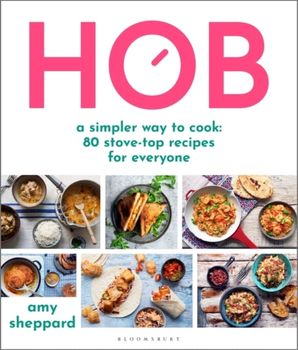 HOB
a simpler way to cook:
80 stove-top recipes
for everyone
amy
sheppard
BLOOMSBURY